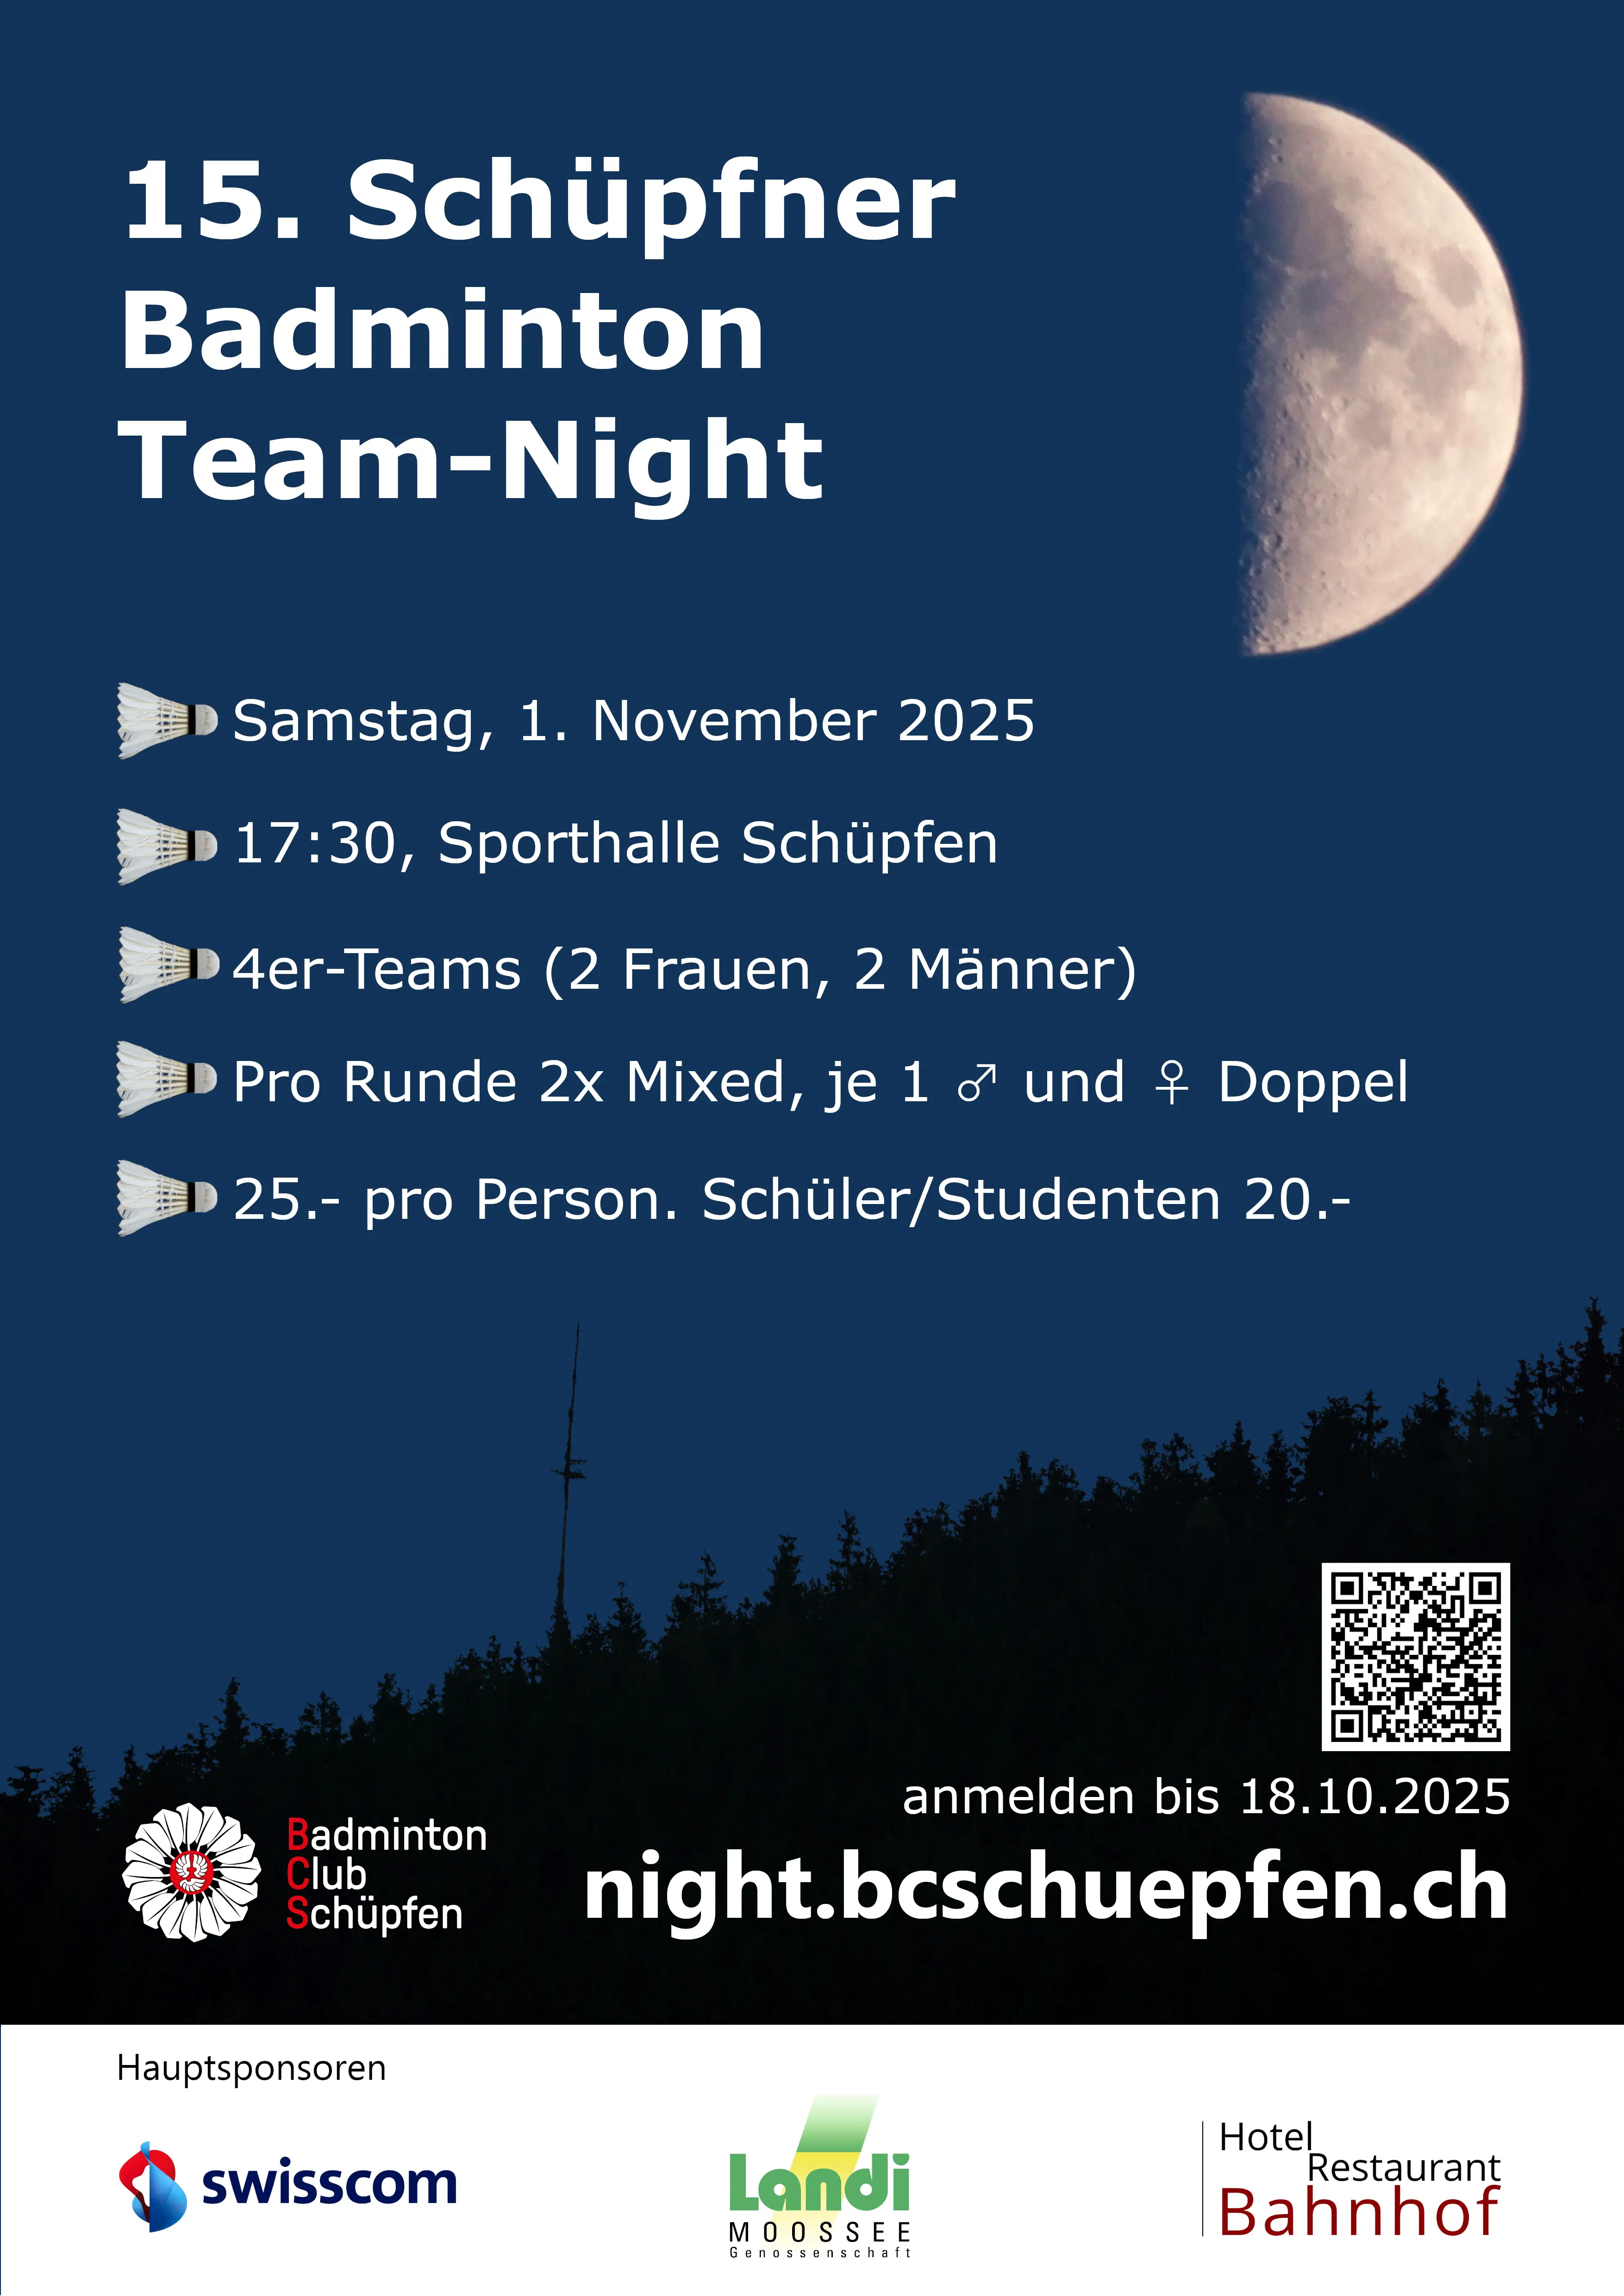 15. Schüpfner
Badminton
Team-Night
Samstag, 1. November 2025
17:30, Sporthalle Schüpfen
4er-Teams (2 Frauen, 2 Männer)
Pro Runde 2x Mixed, je 1 ♂ und ♀ Doppel
25.- pro Person. Schüler/Studenten 20.-
anmelden bis 18.10.2025
night.bcschuepfen.ch
Badminton
Club
Schüpfen
Hauptsponsoren
swisscom
Landi
MOOSSEE
Genossenschaft
Hotel
Restaurant
Bahnhof